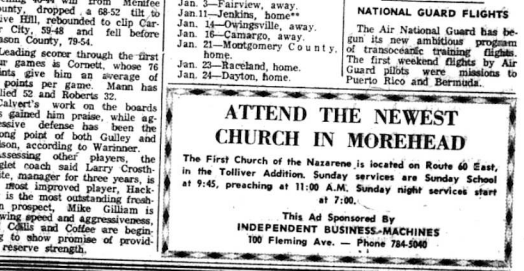 44 win from Menifee
ounty, dropped a 68-52 tilt to
ive Hill, rebounded to clip Car-
City, 59-48 and fell before
ason County, 79-54.
Leading scorer through the first
ur games is Cornett, whose 76
ints give him an average of
points per game. Mann has
llied 52 and Roberts 32.
Calvert's work on the boards
s gained him praise, while ag-
essive defense has been the
ong point of both Gulley and
ison, according to Warinner.
Assessing other players, the
glet coach said Larry Crosth-
ite, manager for three years, is
most improved player, Hack-
is the most outstanding fresh-
n prospect, Mike Gilliam is
wing speed and aggressiveness,
Collis and Coffee are begin-
g to show promise of provid-
reserve strength.
Jan. 3—Fairview, away.
Jan. 11—Jenkins, home**
Jan. 14—Owingsville, away.
Jan. 16—Camargo, away.
Jan. 21—Montgomery County,
home.
Jan. 23—Raceland, home.
Jan. 24—Dayton, home.
NATIONAL GUARD FLIGHTS
The Air National Guard has be-
gun its new ambitious program
of transoceanic training flights.
The first weekend flights by Air
Guard pilots were missions to
Puerto Rico and Bermuda.
ATTEND THE NEWEST
CHURCH IN MOREHEAD
The First Church of the Nazarene is located on Route 60 East,
in the Tolliver Addition. Sunday services are Sunday School
at 9:45, preaching at 11:00 A.M. Sunday night services start
at 7:00.
This Ad Sponsored By
INDEPENDENT BUSINESS-MACHINES
100 Fleming Ave. — Phone 784-5040